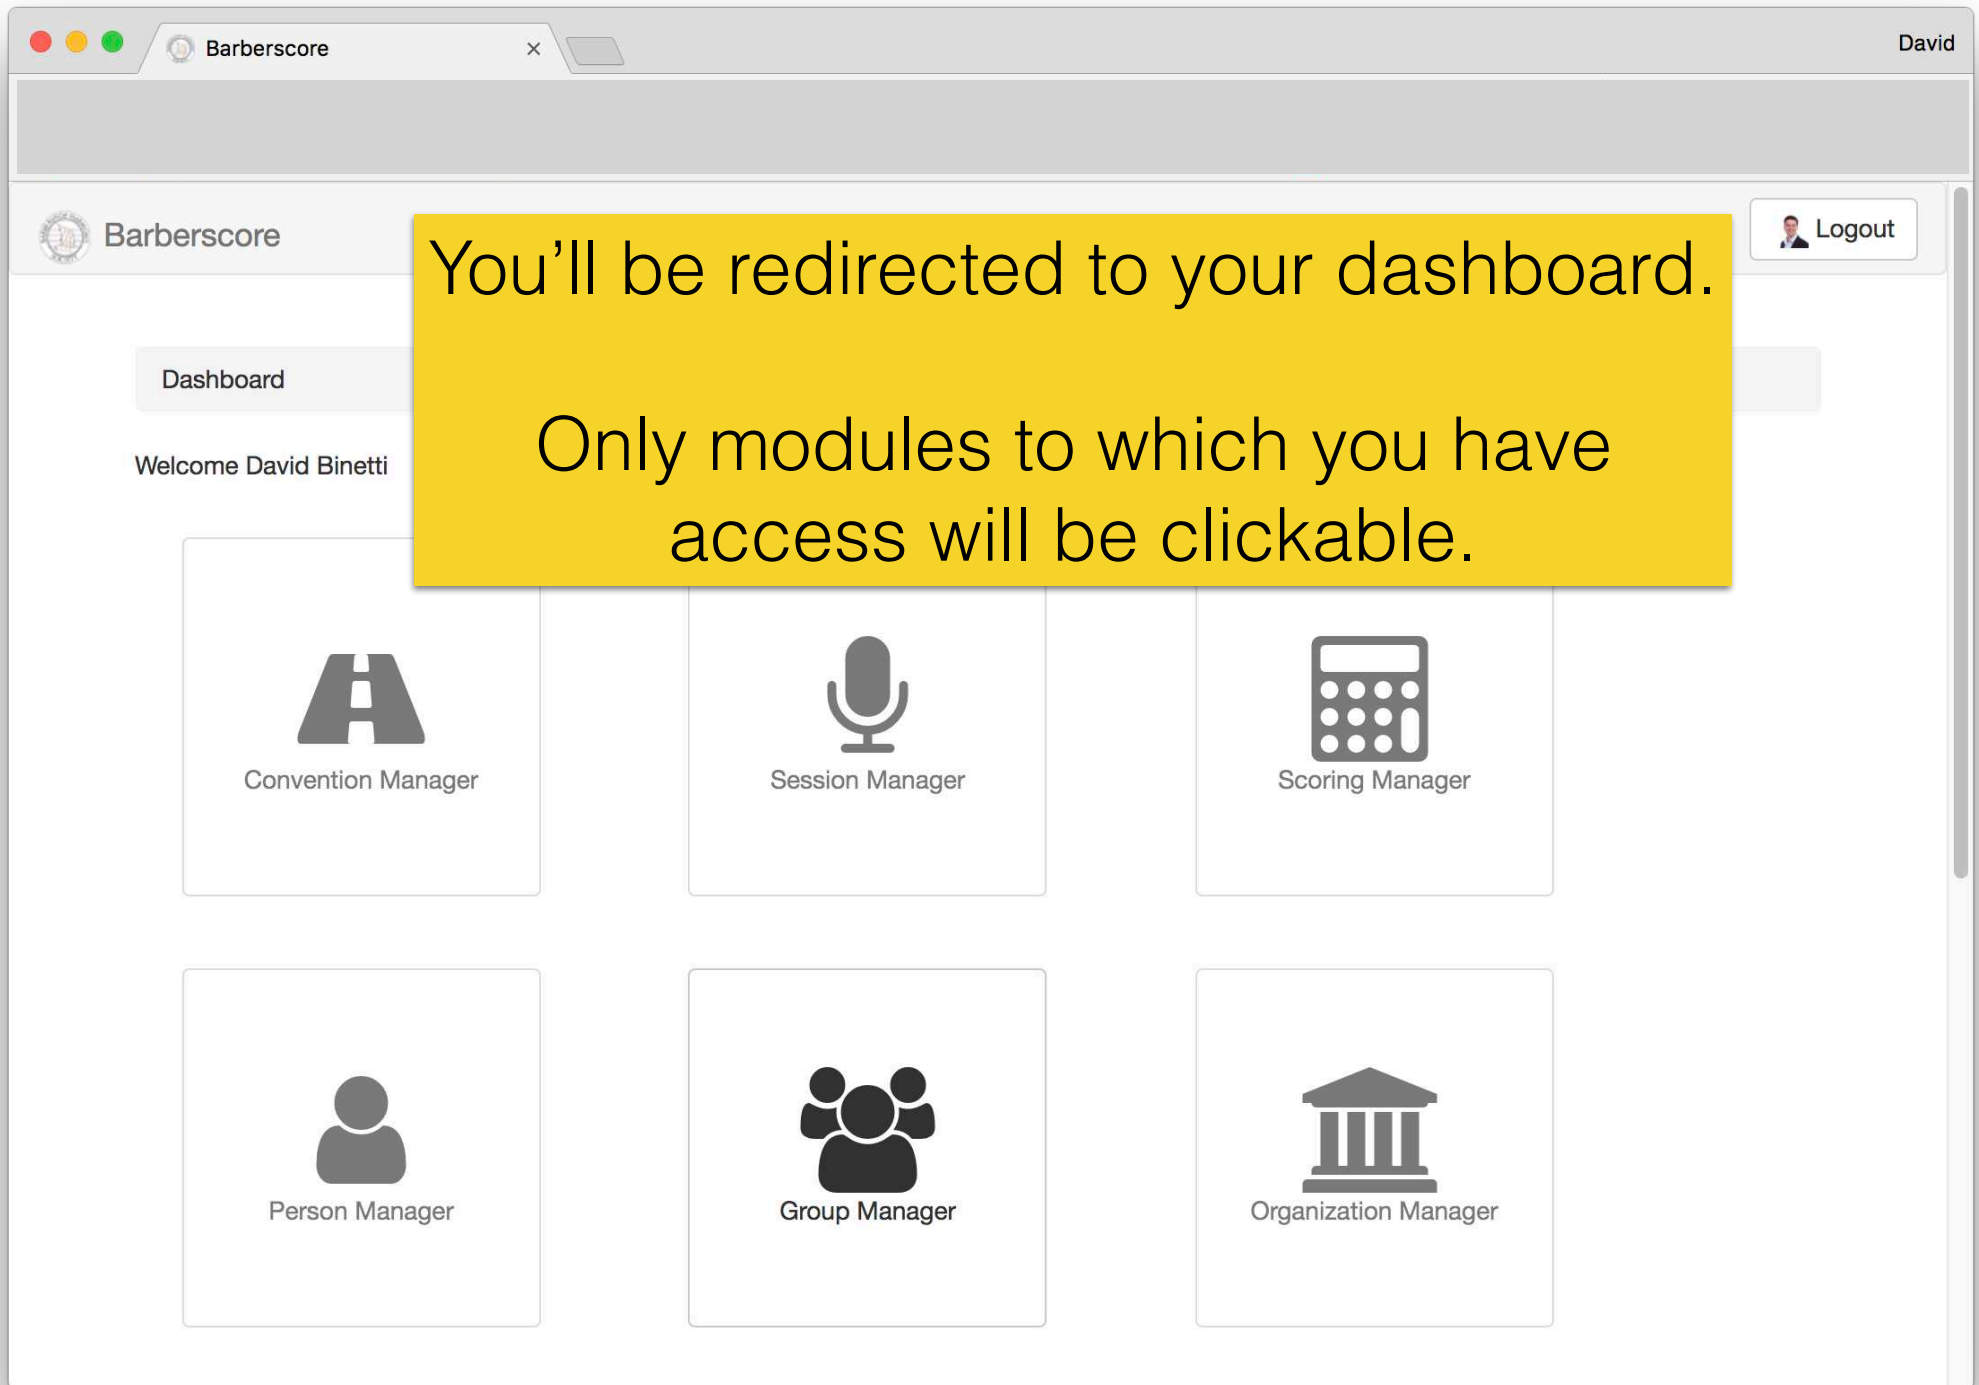 Barberscore
David
Barberscore
Logout
You’ll be redirected to your dashboard.
Only modules to which you have
access will be clickable.
Dashboard
Welcome David Binetti
Convention Manager
Session Manager
Scoring Manager
Person Manager
Group Manager
Organization Manager